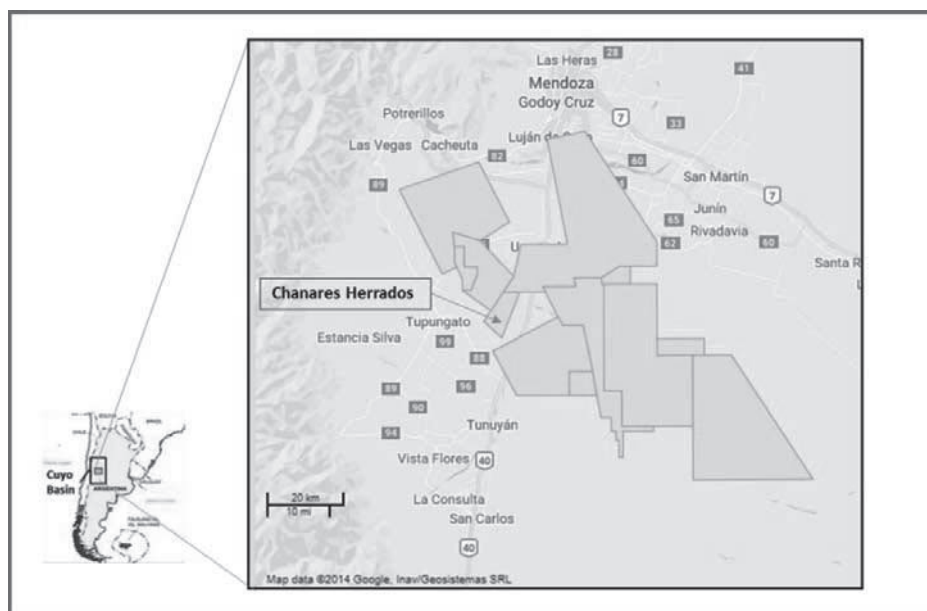 28
Las Heras
41
Mendoza
Godoy Cruz
Potrerillos
7
33
Luján de
Las Vegas
Cacheuta
82
60
San Martín
89
7
65
Junín
Rivadavia
62
60
Santa R
Chanares Herrados
Tupungato
Estancia Silva
99
88
89
96
90
94
Tunuyán
Vista Flores
40
La Consulta
San Carlos
40
20 km
10 mi
Map data ©2014 Google, Inav/Geosistemas SRL
Cuyo
Basin
ARGENTINA